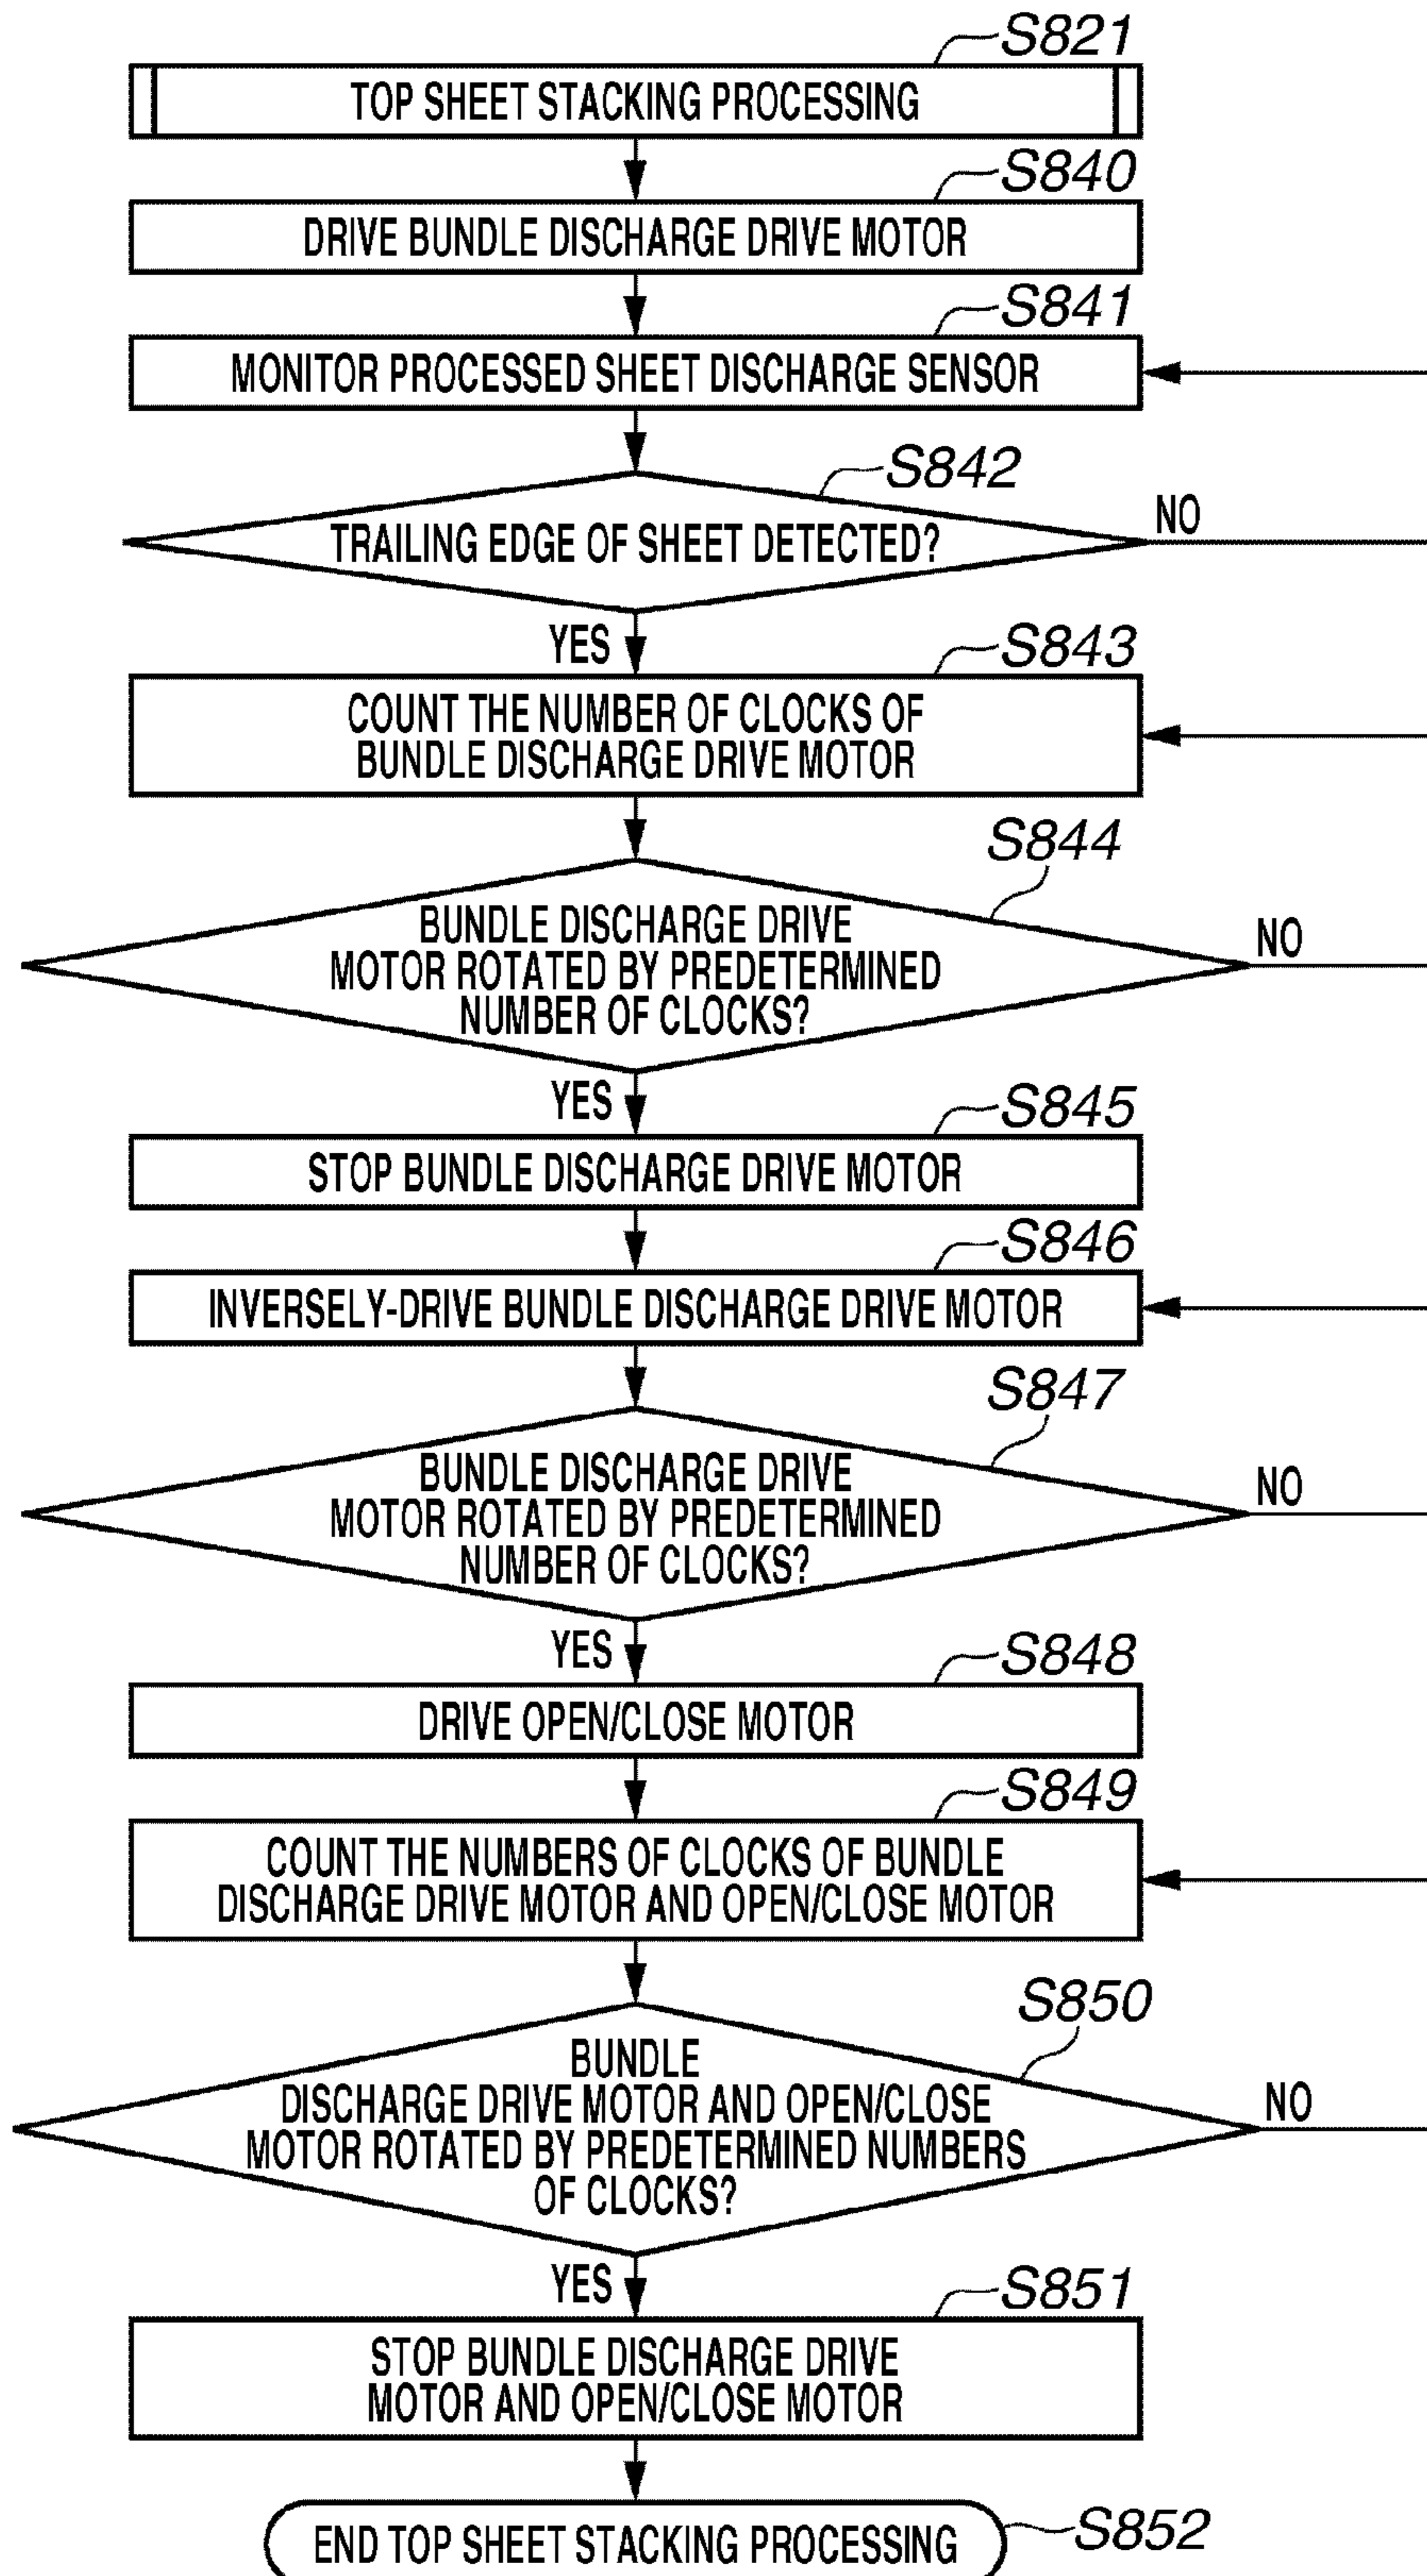 S821
TOP SHEET STACKING PROCESSING
S840
DRIVE BUNDLE DISCHARGE DRIVE MOTOR
S841
MONITOR PROCESSED SHEET DISCHARGE SENSOR
S842
TRAILING EDGE OF SHEET DETECTED?
NO
YES
S843
COUNT THE NUMBER OF CLOCKS OF
BUNDLE DISCHARGE DRIVE MOTOR
S844
BUNDLE DISCHARGE DRIVE
MOTOR ROTATED BY PREDETERMINED
NUMBER OF CLOCKS?
NO
YES
S845
STOP BUNDLE DISCHARGE DRIVE MOTOR
S846
INVERSELY-DRIVE BUNDLE DISCHARGE DRIVE MOTOR
S847
BUNDLE DISCHARGE DRIVE
MOTOR ROTATED BY PREDETERMINED
NUMBER OF CLOCKS?
NO
YES
S848
DRIVE OPEN/CLOSE MOTOR
S849
COUNT THE NUMBERS OF CLOCKS OF BUNDLE
DISCHARGE DRIVE MOTOR AND OPEN/CLOSE MOTOR
S850
BUNDLE
DISCHARGE DRIVE MOTOR AND OPEN/CLOSE
MOTOR ROTATED BY PREDETERMINED NUMBERS
OF CLOCKS?
NO
YES
S851
STOP BUNDLE DISCHARGE DRIVE
MOTOR AND OPEN/CLOSE MOTOR
END TOP SHEET STACKING PROCESSING
S852